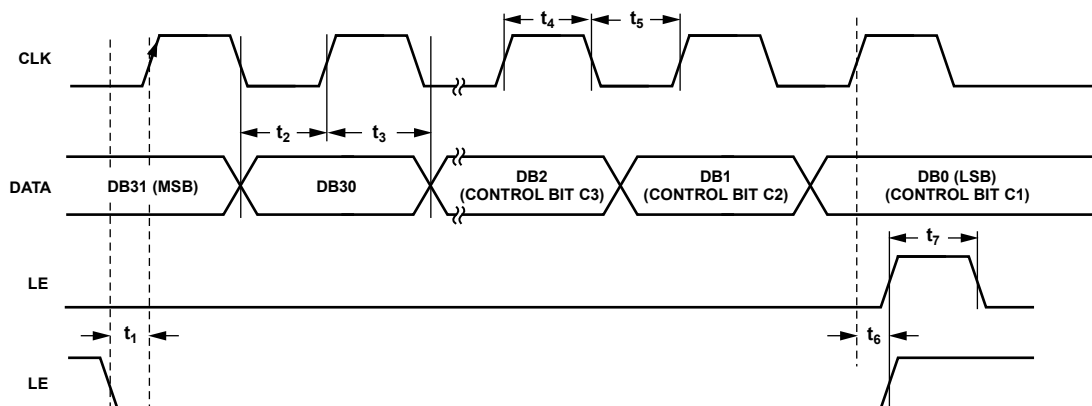 t4
t5
CLK
t2
t3
DATA
DB31 (MSB)
DB30
DB2
(CONTROL BIT C3)
DB1
(CONTROL BIT C2)
DB0 (LSB)
(CONTROL BIT C1)
t7
LE
t1
t6
LE